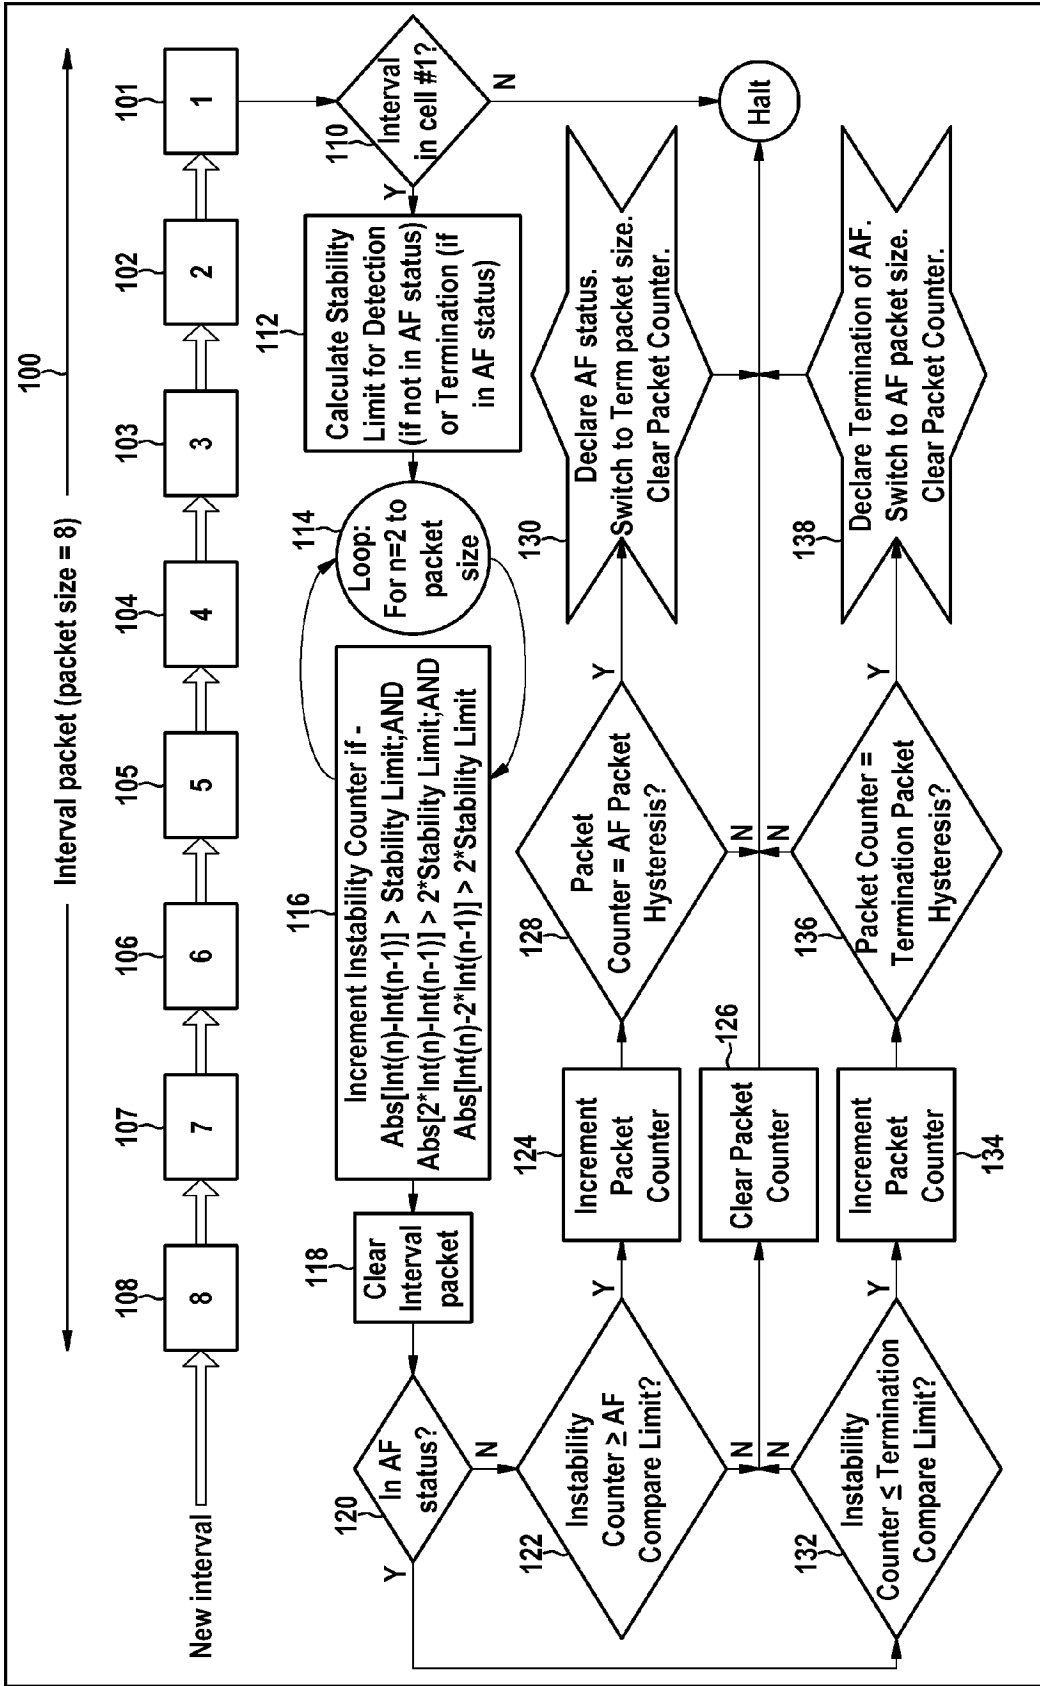 100
Interval packet (packet size = 8)
108
107
106
105
104
103
102
101
New interval
8
7
6
5
4
3
2
1
110
Interval
in cell #1?
Y
N
112
Calculate Stability
Limit for Detection
(if not in AF status)
or Termination (if
in AF status)
114
Loop:
For n=2 to
packet
size
116
Increment Instability Counter if -
Abs[Int(n)-Int(n-1)] > Stability Limit;AND
Abs[2*Int(n)-Int(n-1)] > 2*Stability Limit;AND
Abs[Int(n)-2*Int(n-1)] > 2*Stability Limit
118
Clear
Interval
packet
120
In AF
status?
Y
N
122
Instability
Counter ≥ AF
Compare Limit?
Y
N
124
Increment
Packet
Counter
128
Packet
Counter = AF Packet
Hysteresis?
Y
N
130
Declare AF status.
Switch to Term packet size.
Clear Packet Counter.
126
Clear Packet
Counter
Halt
132
Instability
Counter ≤ Termination
Compare Limit?
Y
N
134
Increment
Packet
Counter
136
Packet Counter =
Termination Packet
Hysteresis?
Y
N
138
Declare Termination of AF.
Switch to AF packet size.
Clear Packet Counter.